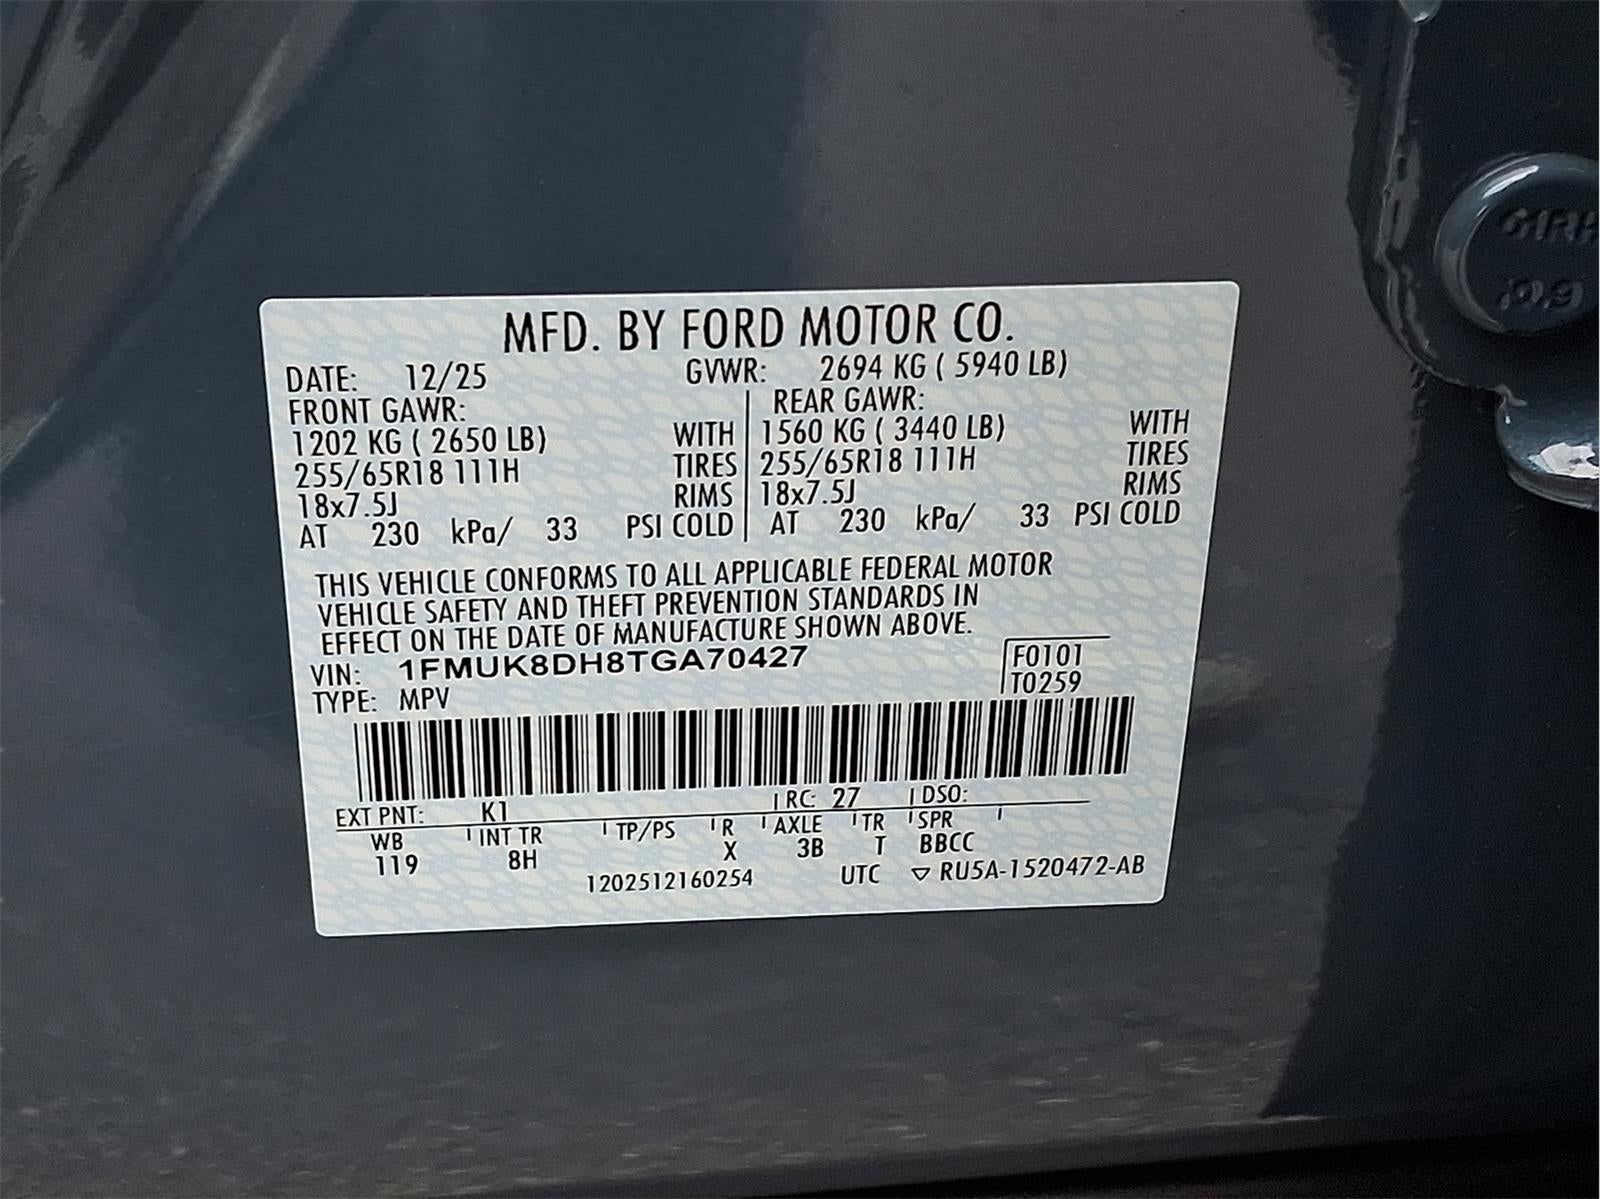 MFD. BY FORD MOTOR CO.
DATE: 12/25 GVWR: 2694 KG ( 5940 LB)
FRONT GAWR: REAR GAWR:
1202 KG ( 2650 LB) WITH 1560 KG ( 3440 LB) WITH
255/65R18 111H TIRES 255/65R18 111H TIRES
18x7.5J RIMS 18x7.5J RIMS
AT 230 kPa/ 33 PSI COLD AT 230 kPa/ 33 PSI COLD
THIS VEHICLE CONFORMS TO ALL APPLICABLE FEDERAL MOTOR
VEHICLE SAFETY AND THEFT PREVENTION STANDARDS IN
EFFECT ON THE DATE OF MANUFACTURE SHOWN ABOVE.
VIN: 1FMUK8DH8TGA70427 F0101
TYPE: MPV T0259
EXT PNT: K1 RC: 27 DSO:
WB INT TR TP/PS R AXLE TR SPR
119 8H X 3B T BBCC
1202512160254 UTC ▽ RU5A-1520472-AB